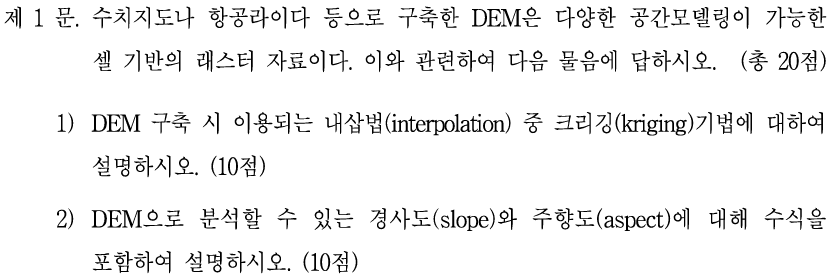 제 1 문. 수치지도나 항공라이다 등으로 구축한 DEM은 다양한 공간모델링이 가능한
셀 기반의 래스터 자료이다. 이와 관련하여 다음 물음에 답하시오. (총 20점)
1) DEM 구축 시 이용되는 내삽법(interpolation) 중 크리깅(kriging)기법에 대하여
설명하시오. (10점)
2) DEM으로 분석할 수 있는 경사도(slope)와 주향도(aspect)에 대해 수식을
포함하여 설명하시오. (10점)